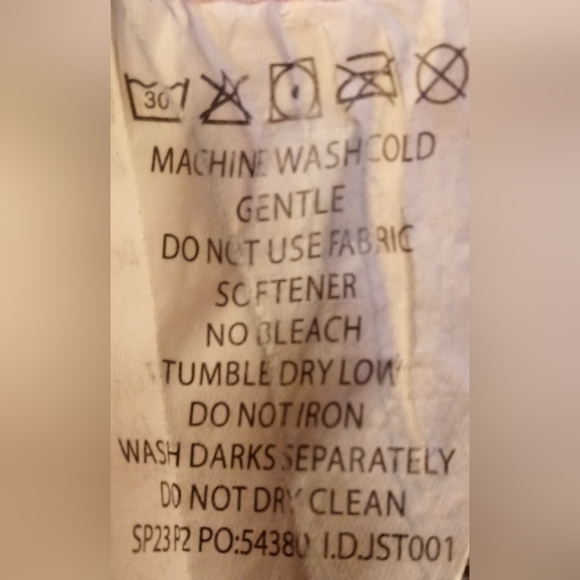 30
MACHINE WASH COLD
GENTLE
DO NOT USE FABRIC
SOFTENER
NO BLEACH
TUMBLE DRY LOW
DO NOT IRON
WASH DARKS SEPARATELY
DO NOT DRY CLEAN
SP23P2 PO:54380 I.D.JST001